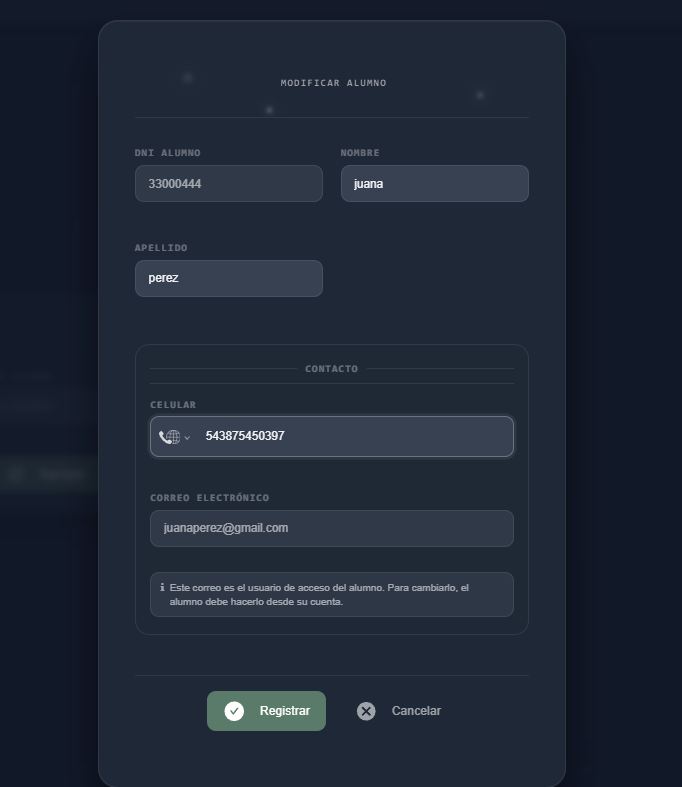 MODIFICAR ALUMNO
DNI ALUMNO
33000444
NOMBRE
juana
APELLIDO
perez
CONTACTO
CELULAR
543875450397
CORREO ELECTRÓNICO
juanaperez@gmail.com
Este correo es el usuario de acceso del alumno. Para cambiarlo, el
alumno debe hacerlo desde su cuenta.
Registrar
Cancelar